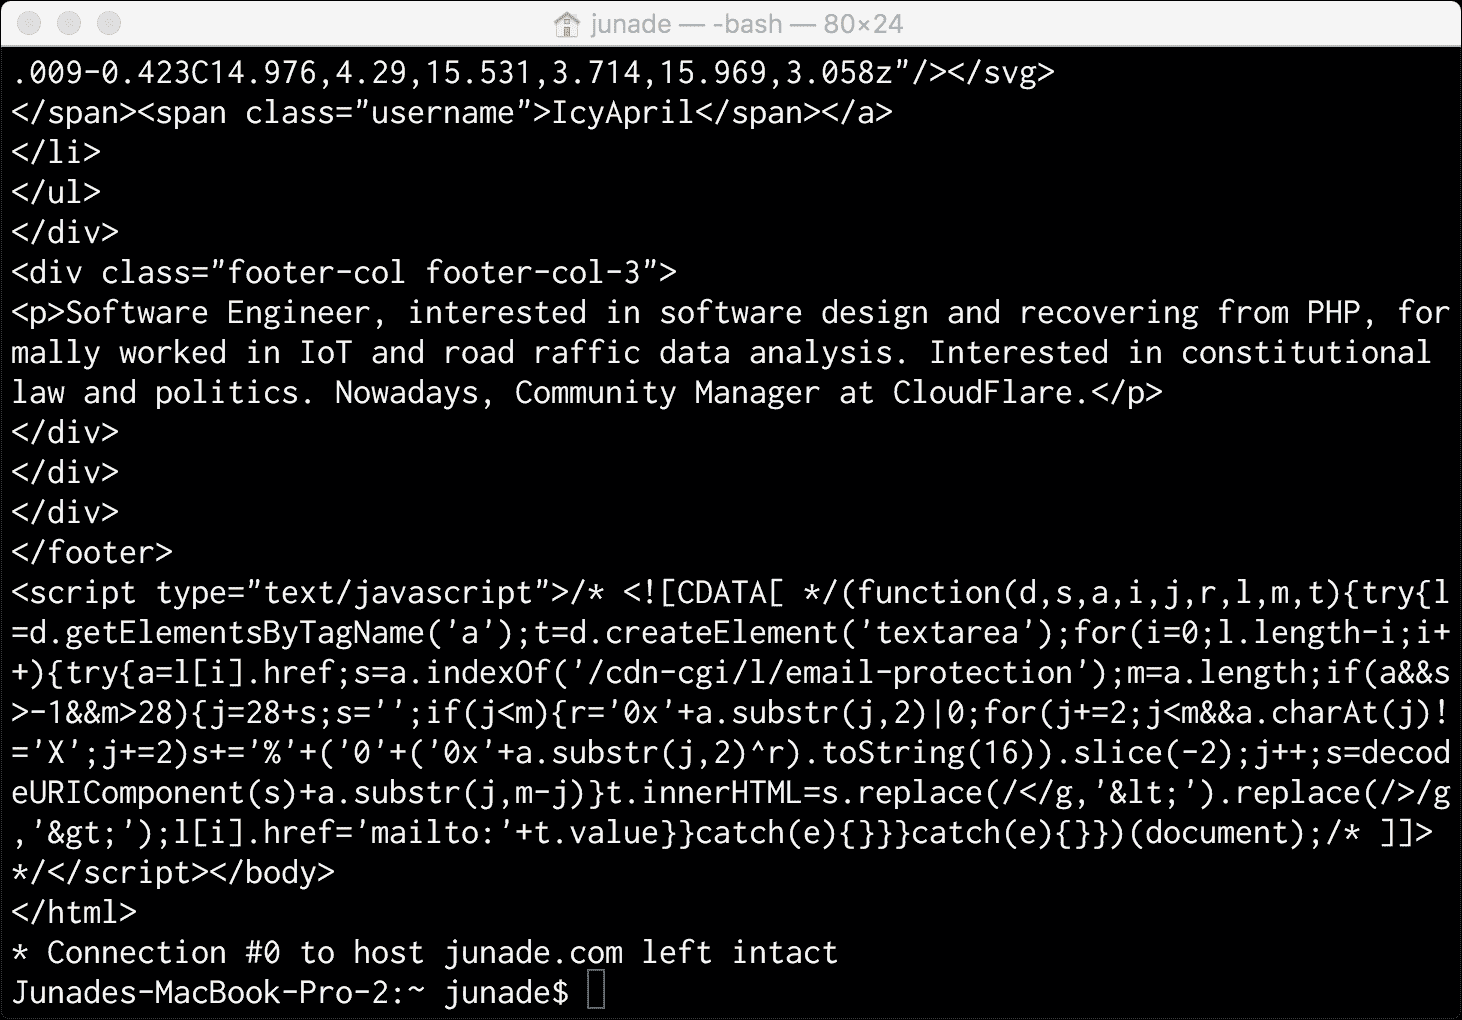 junade — -bash — 80×24
.009-0.423C14.976,4.29,15.531,3.714,15.969,3.058z"/></svg>
</span><span class="username">IcyApril</span></a>
</li>
</ul>
</div>
<div class="footer-col footer-col-3">
<p>Software Engineer, interested in software design and recovering from PHP, for
mally worked in IoT and road raffic data analysis. Interested in constitutional
law and politics. Nowadays, Community Manager at CloudFlare.</p>
</div>
</div>
</div>
</footer>
<script type="text/javascript">/* <![CDATA[ */(function(d,s,a,i,j,r,l,m,t){try{l
=d.getElementsByTagName('a');t=d.createElement('textarea');for(i=0;l.length-i;i+
+){try{a=l[i].href;s=a.indexOf('/cdn-cgi/l/email-protection');m=a.length;if(a&&s
>-1&&m>28){j=28+s;s='';if(j<m){r='0x'+a.substr(j,2)|0;for(j+=2;j<m&&a.charAt(j)!
='X';j+=2)s+='%'+('0'+('0x'+a.substr(j,2)^r).toString(16)).slice(-2);j++;s=decod
eURIComponent(s)+a.substr(j,m-j)}t.innerHTML=s.replace(/</g,'&lt;').replace(/>/g
,'&gt;');l[i].href='mailto:'+t.value}}catch(e){}}}catch(e){}})(document);/* ]]>
*/</script></body>
</html>
* Connection #0 to host junade.com left intact
Junades-MacBook-Pro-2:~ junade$